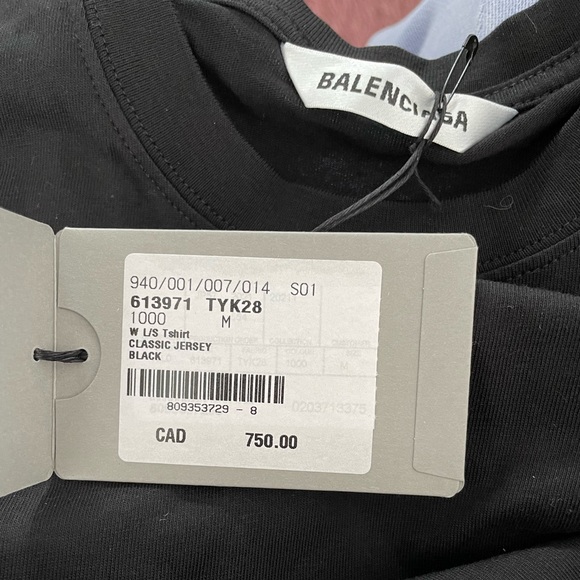 BALENCIAGA
940/001/007/014 S01
613971 TYK28
1000 M
W L/S Tshirt
CLASSIC JERSEY
BLACK
809353729 - 8
CAD 750.00